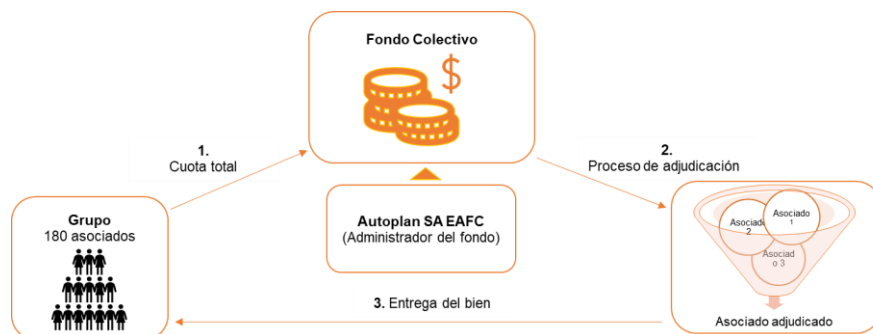 Fondo Colectivo
$
1.
Cuota total
2.
Proceso de adjudicación
Grupo
180 asociados
Autoplan SA EAFC
(Administrador del fondo)
Asociado
2
Asociado
1
Asociad
o 3
3. Entrega del bien
Asociado adjudicado